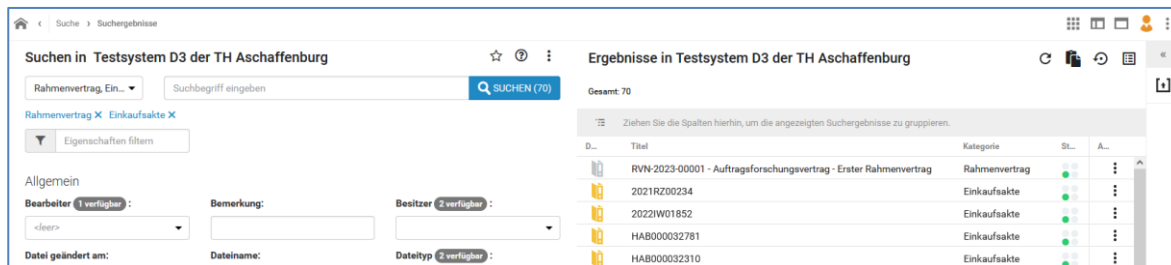 Suche › Suchergebnisse
Suchen in Testsystem D3 der TH Aschaffenburg
Rahmenvertrag, Ein...
Suchbegriff eingeben
SUCHEN (70)
Rahmenvertrag X Einkaufsakte X
Eigenschaften filtern
Allgemein
Bearbeiter 1 verfügbar : Bemerkung: Besitzer 2 verfügbar :
<leer>
Datei geändert am: Dateiname: Dateityp 2 verfügbar :
Ergebnisse in Testsystem D3 der TH Aschaffenburg
Gesamt: 70
Ziehen Sie die Spalten hierhin, um die angezeigten Suchergebnisse zu gruppieren.
D... Titel Kategorie St... A...
RVN-2023-00001 - Auftragsforschungsvertrag - Erster Rahmenvertrag Rahmenvertrag
2021RZ00234 Einkaufsakte
2022IW01852 Einkaufsakte
HAB000032781 Einkaufsakte
HAB000032310 Einkaufsakte